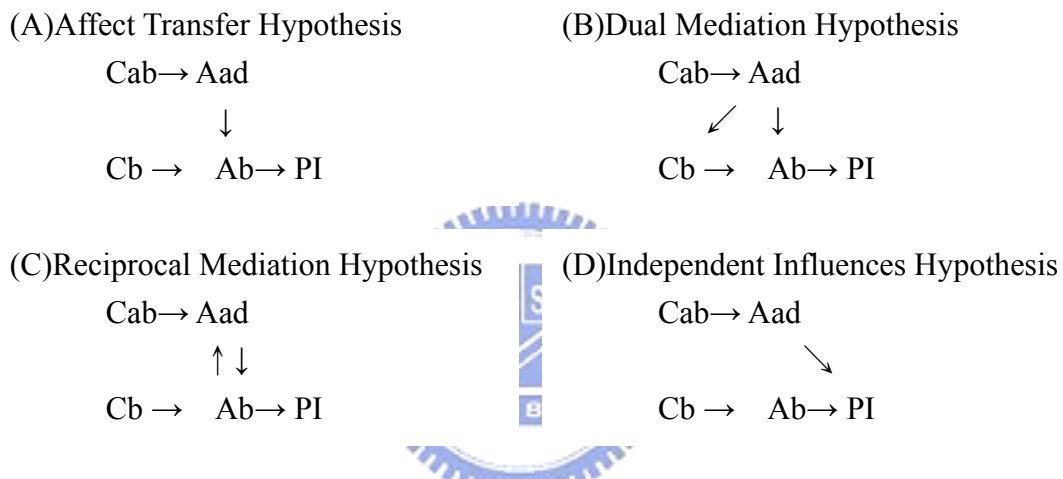 (A)Affect Transfer Hypothesis
Cab→ Aad
↓
Cb → Ab→ PI
(B)Dual Mediation Hypothesis
Cab→ Aad
↙ ↓
Cb → Ab→ PI
(C)Reciprocal Mediation Hypothesis
Cab→ Aad
↑↓
Cb → Ab→ PI
(D)Independent Influences Hypothesis
Cab→ Aad
↘
Cb → Ab→ PI